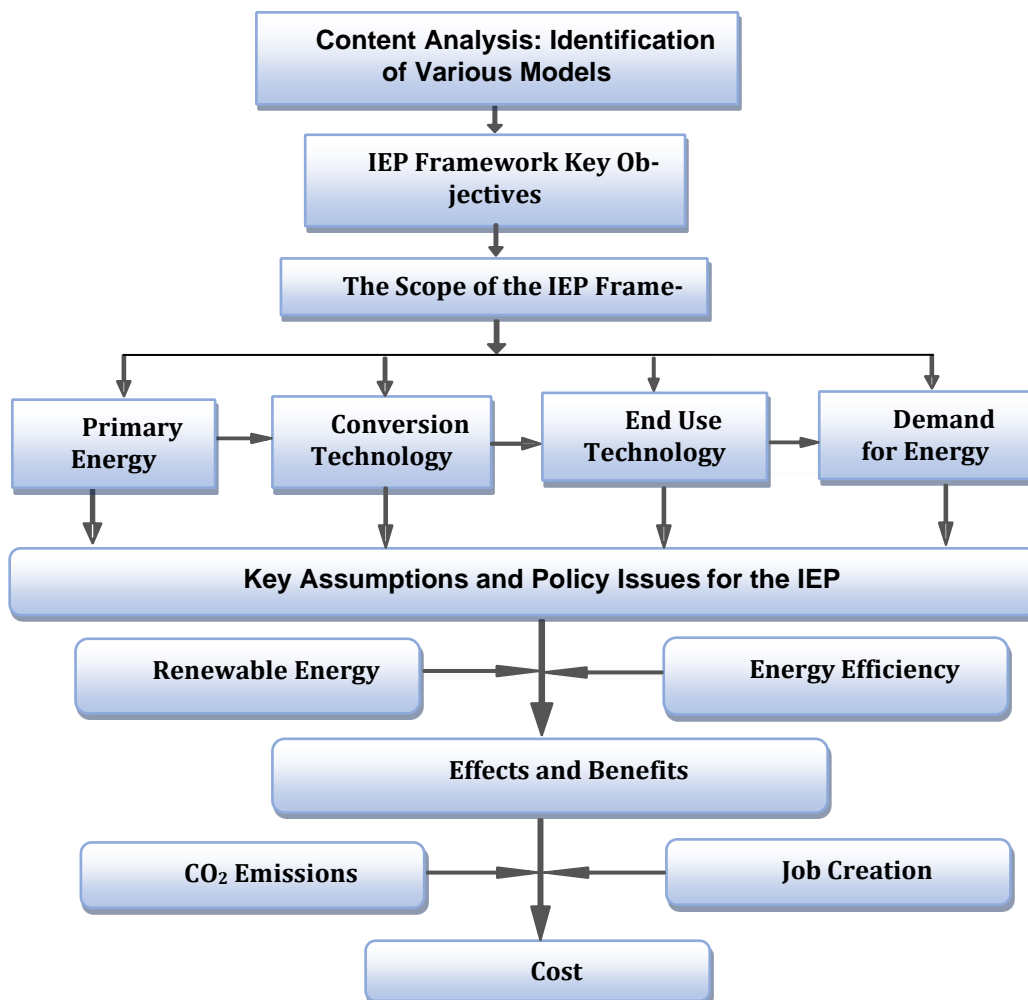 Content Analysis: Identification
of Various Models
IEP Framework Key Ob-
jectives
The Scope of the IEP Frame-
Primary
Energy
Conversion
Technology
End Use
Technology
Demand
for Energy
Key Assumptions and Policy Issues for the IEP
Renewable Energy
Energy Efficiency
Effects and Benefits
CO₂ Emissions
Job Creation
Cost